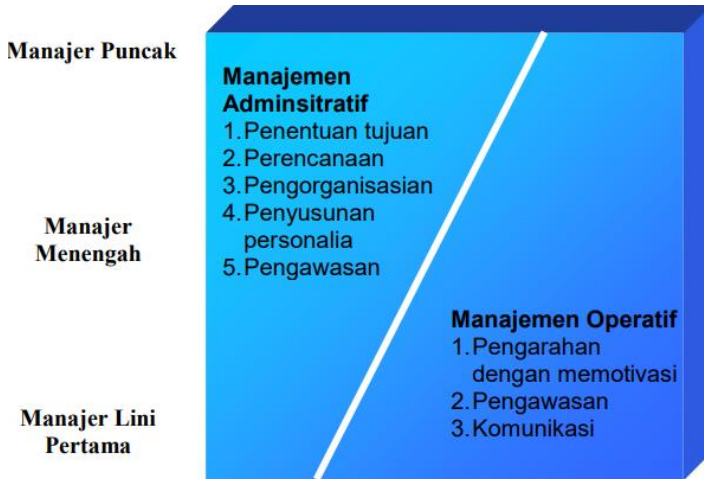 Manajer Puncak
Manajemen
Adminsitratif
1. Penentuan tujuan
2. Perencanaan
3. Pengorganisasian
4. Penyusunan
personalia
5. Pengawasan
Manajer
Menengah
Manajemen Operatif
1. Pengarahan
dengan memotivasi
2. Pengawasan
3. Komunikasi
Manajer Lini
Pertama